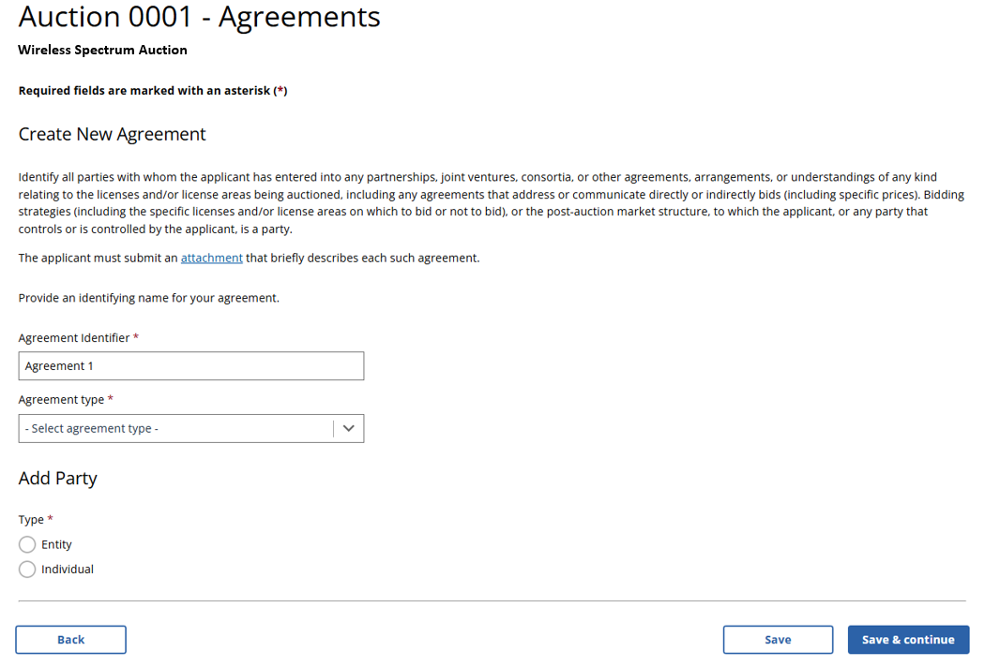 Auction 0001 - Agreements
Wireless Spectrum Auction
Required fields are marked with an asterisk (*)
Create New Agreement
Identify all parties with whom the applicant has entered into any partnerships, joint ventures, consortia, or other agreements, arrangements, or understandings of any kind
relating to the licenses and/or license areas being auctioned, including any agreements that address or communicate directly or indirectly bids (including specific prices). Bidding
strategies (including the specific licenses and/or license areas on which to bid or not to bid), or the post-auction market structure, to which the applicant, or any party that
controls or is controlled by the applicant, is a party.
The applicant must submit an attachment that briefly describes each such agreement.
Provide an identifying name for your agreement.
Agreement Identifier *
Agreement 1
Agreement type *
- Select agreement type -
Add Party
Type *
Entity
Individual
Back
Save
Save & continue